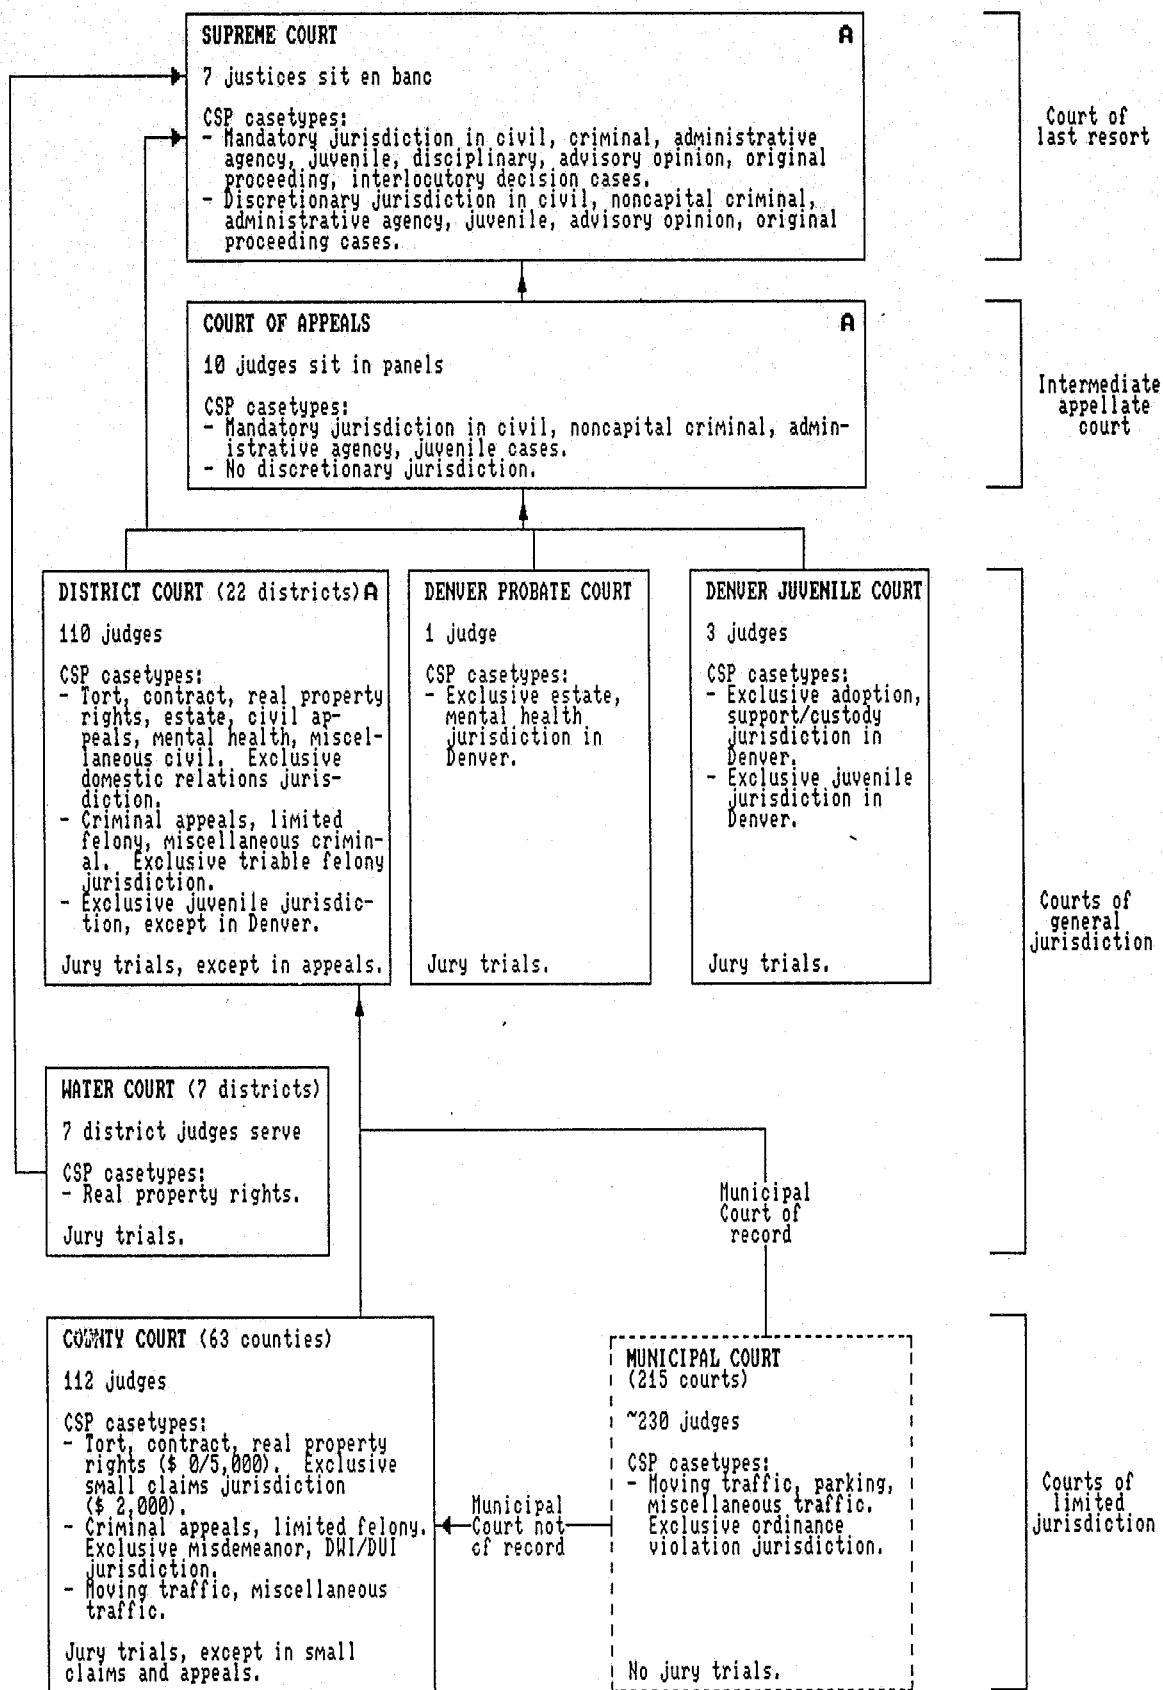 SUPREME COURT A
7 justices sit en banc
CSP casetypes:
- Mandatory jurisdiction in civil, criminal, administrative
agency, juvenile, disciplinary, advisory opinion, original
proceeding, interlocutory decision cases.
- Discretionary jurisdiction in civil, noncapital criminal,
administrative agency, juvenile, advisory opinion, original
proceeding cases.
Court of
last resort
COURT OF APPEALS A
10 judges sit in panels
CSP casetypes:
- Mandatory jurisdiction in civil, noncapital criminal, admin-
istrative agency, juvenile cases.
- No discretionary jurisdiction.
Intermediate
appellate
court
DISTRICT COURT (22 districts) A
110 judges
CSP casetypes:
- Tort, contract, real property
rights, estate, civil ap-
peals, mental health, miscel-
laneous civil. Exclusive
domestic relations juris-
diction.
- Criminal appeals, limited
felony, miscellaneous crimin-
al. Exclusive triable felony
jurisdiction.
- Exclusive juvenile jurisdic-
tion, except in Denver.
Jury trials, except in appeals.
DENVER PROBATE COURT
1 judge
CSP casetypes:
- Exclusive estate,
mental health
jurisdiction in
Denver.
Jury trials.
DENVER JUVENILE COURT
3 judges
CSP casetypes:
- Exclusive adoption,
support/custody
jurisdiction in
Denver.
- Exclusive juvenile
jurisdiction in
Denver.
Jury trials.
Courts of
general
jurisdiction
WATER COURT (7 districts)
7 district judges serve
CSP casetypes:
- Real property rights.
Jury trials.
Municipal
Court of
record
COUNTY COURT (63 counties)
112 judges
CSP casetypes:
- Tort, contract, real property
rights ($ 0/5,000). Exclusive
small claims jurisdiction
($ 2,000).
- Criminal appeals, limited felony.
Exclusive misdemeanor, DWI/DUI
jurisdiction.
- Moving traffic, miscellaneous
traffic.
Jury trials, except in small
claims and appeals.
Municipal
Court not
of record
MUNICIPAL COURT
(215 courts)
~230 judges
CSP casetypes:
- Moving traffic, parking,
miscellaneous traffic.
Exclusive ordinance
violation jurisdiction.
No jury trials.
Courts of
limited
jurisdiction